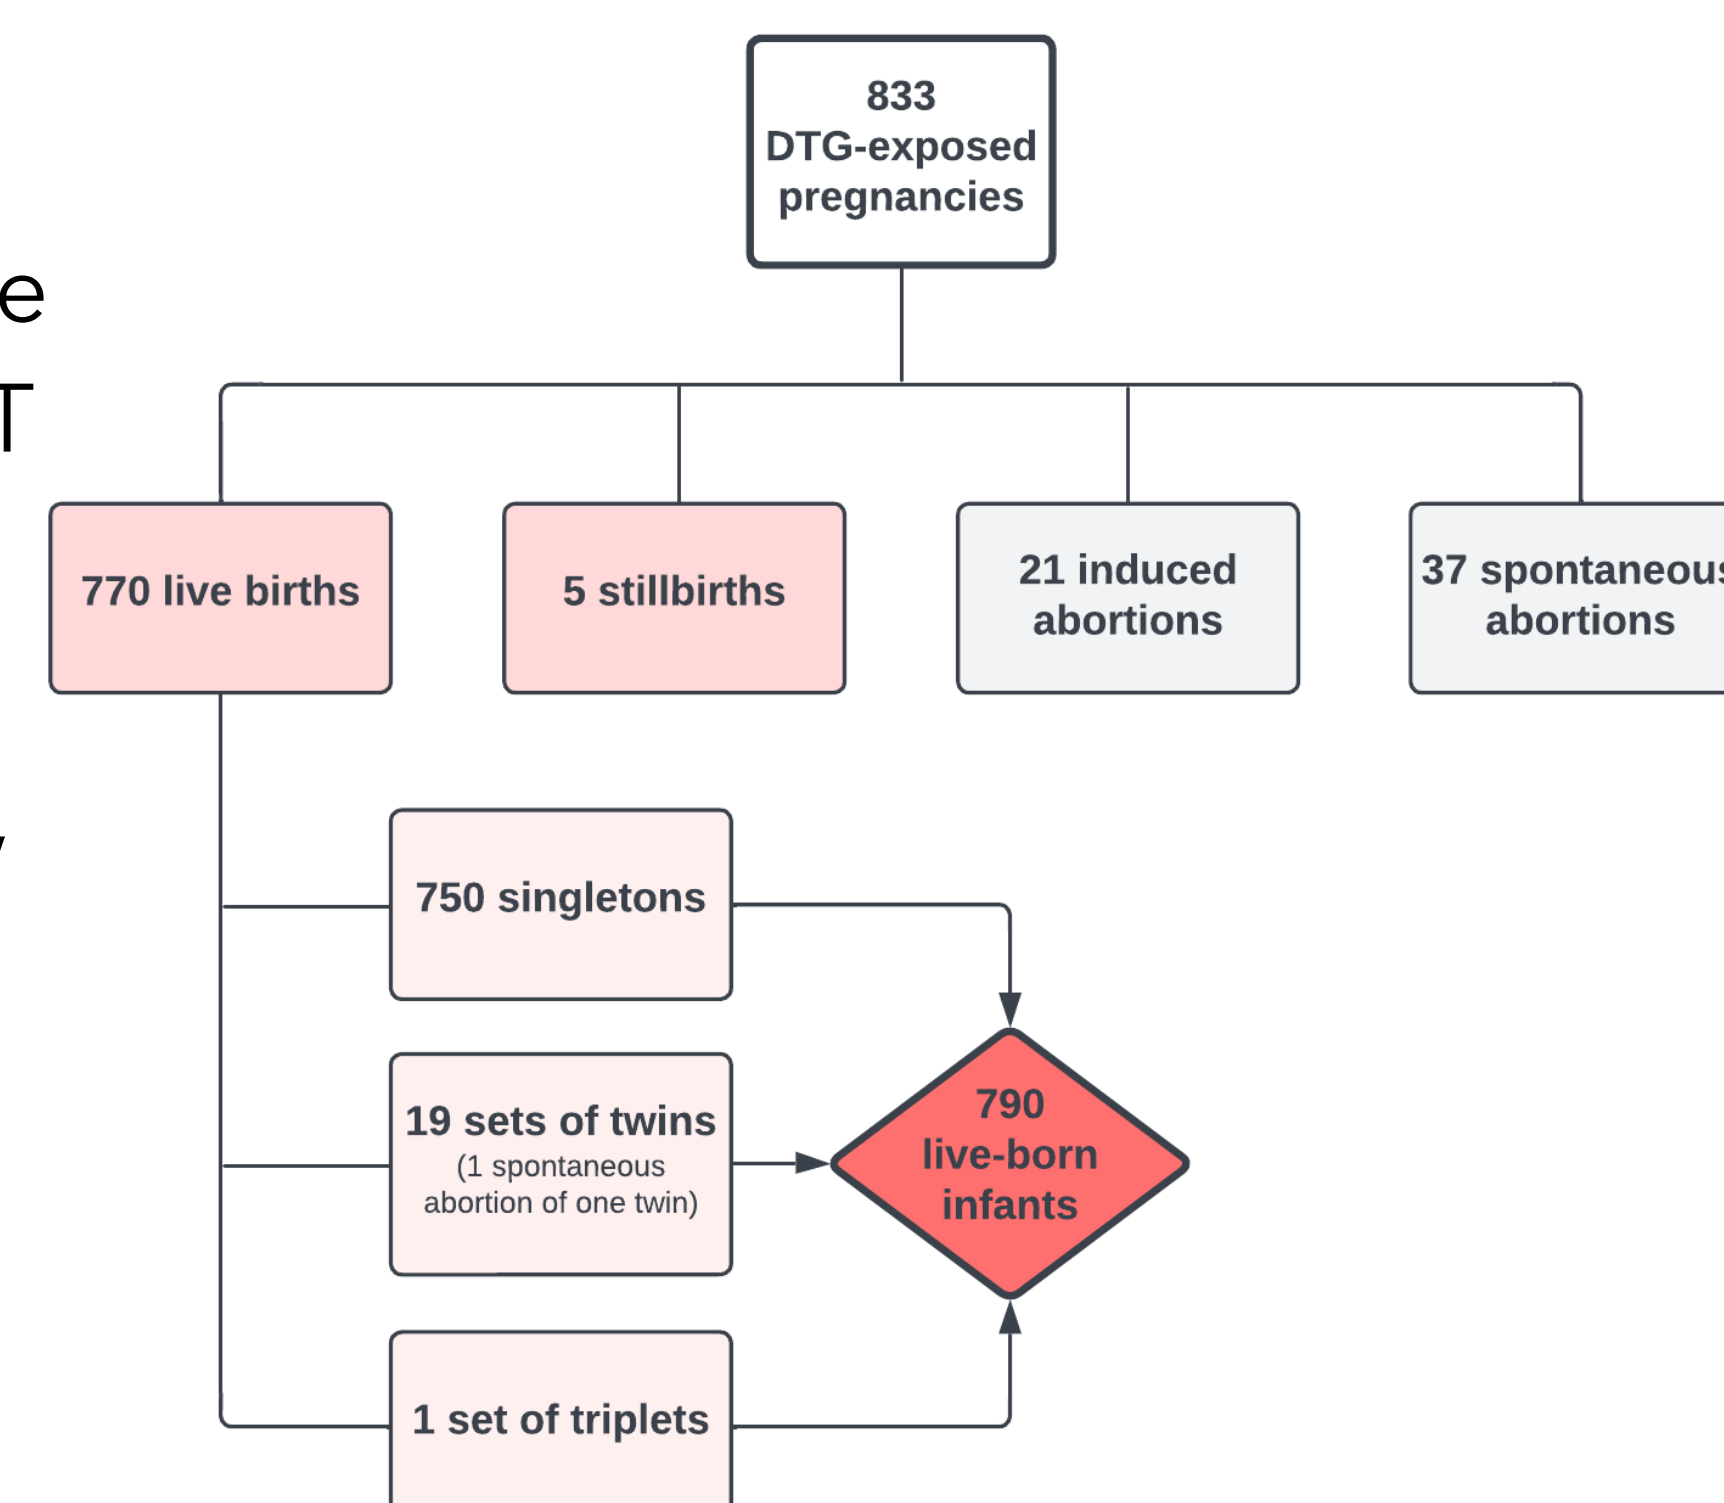 833
DTG-exposed
pregnancies
e
T
770 live births
5 stillbirths
21 induced
abortions
37 spontaneous
abortions
y
750 singletons
19 sets of twins
(1 spontaneous
abortion of one twin)
790
live-born
infants
1 set of triplets